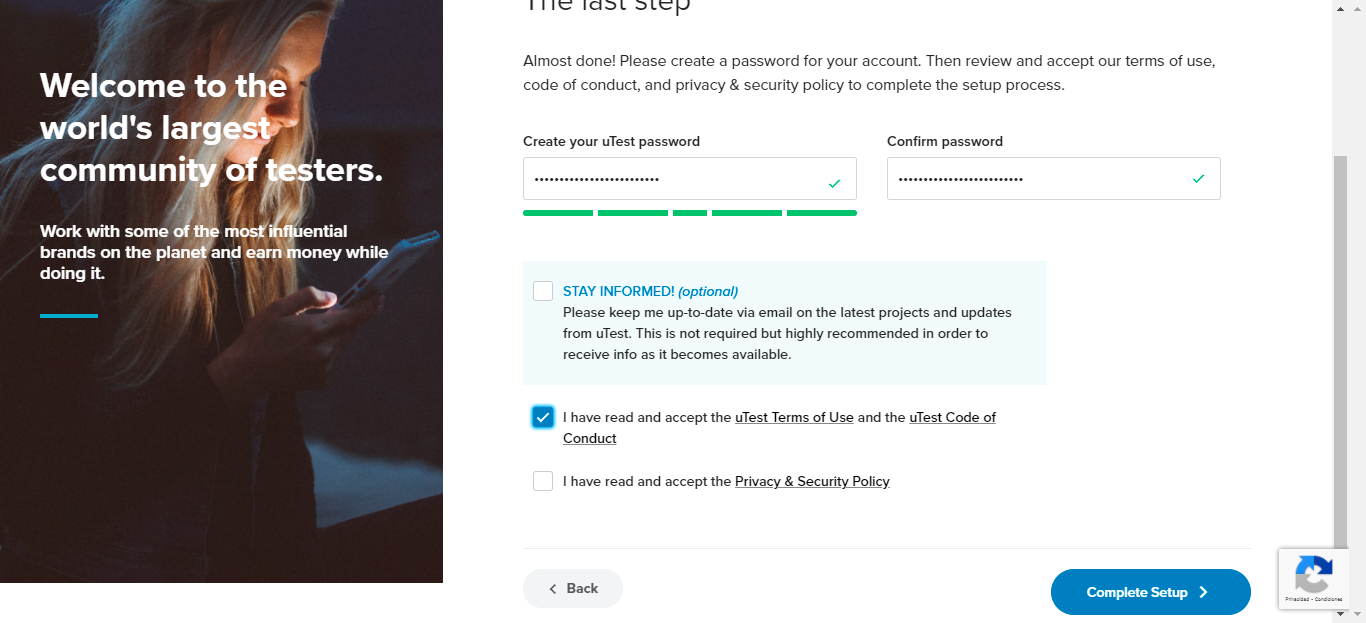 The last step
Welcome to the
world's largest
community of testers.
Work with some of the most influential
brands on the planet and earn money while
doing it.
Almost done! Please create a password for your account. Then review and accept our terms of use,
code of conduct, and privacy & security policy to complete the setup process.
Create your uTest password
Confirm password
•••••••••••••••••••••••••
•••••••••••••••••••••••••
STAY INFORMED! (optional)
Please keep me up-to-date via email on the latest projects and updates
from uTest. This is not required but highly recommended in order to
receive info as it becomes available.
I have read and accept the uTest Terms of Use and the uTest Code of
Conduct
I have read and accept the Privacy & Security Policy
Back
Complete Setup
Privacidad - Condiciones